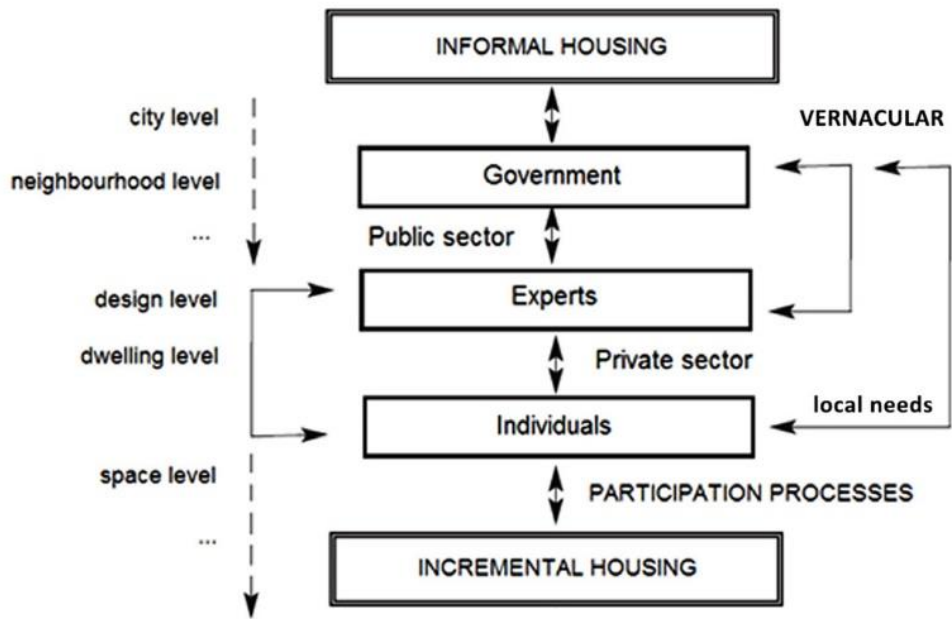 INFORMAL HOUSING
city level
VERNACULAR
neighbourhood level
Government
...
Public sector
design level
Experts
dwelling level
Private sector
local needs
Individuals
space level
PARTICIPATION PROCESSES
...
INCREMENTAL HOUSING